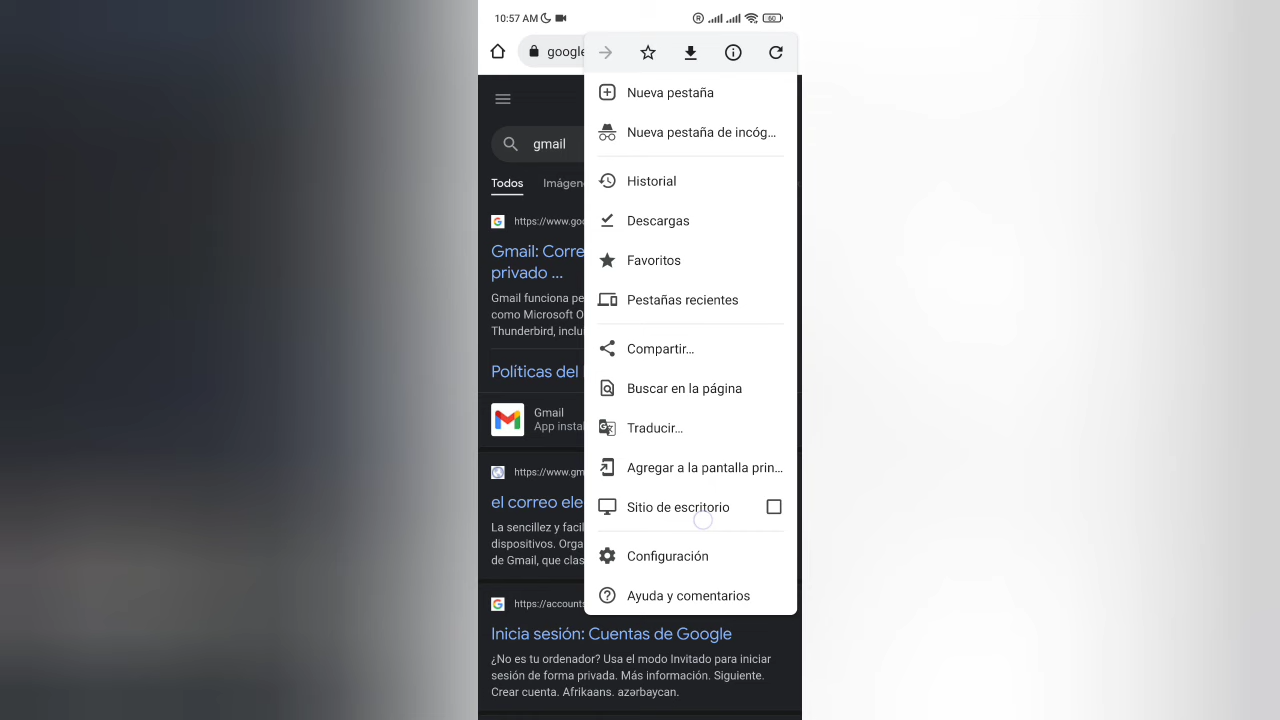 10:57 AM
R
60
google
Nueva pestaña
Nueva pestaña de incóg...
gmail
Historial
Todos
Imágen
https://www.goo
Descargas
Gmail: Corre
privado ...
Favoritos
Gmail funciona pe
como Microsoft O
Thunderbird, inclu
Pestañas recientes
Compartir...
Políticas del
Buscar en la página
Gmail
App insta
Traducir...
Agregar a la pantalla prin...
https://www.gm
el correo ele
Sitio de escritorio
La sencillez y facil
dispositivos. Orga
de Gmail, que clas
Configuración
Ayuda y comentarios
https://accounts
Inicia sesión: Cuentas de Google
¿No es tu ordenador? Usa el modo Invitado para iniciar
sesión de forma privada. Más información. Siguiente.
Crear cuenta. Afrikaans. azərbaycan.